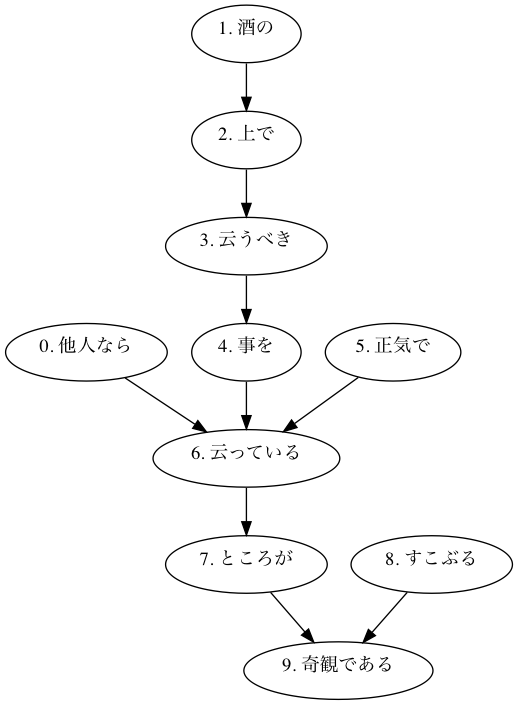 1. 酒の
2. 上で
3. 云うべき
0. 他人なら
4. 事を
5. 正気で
6. 云っている
7. ところが
8. すこぶる
9. 奇観である